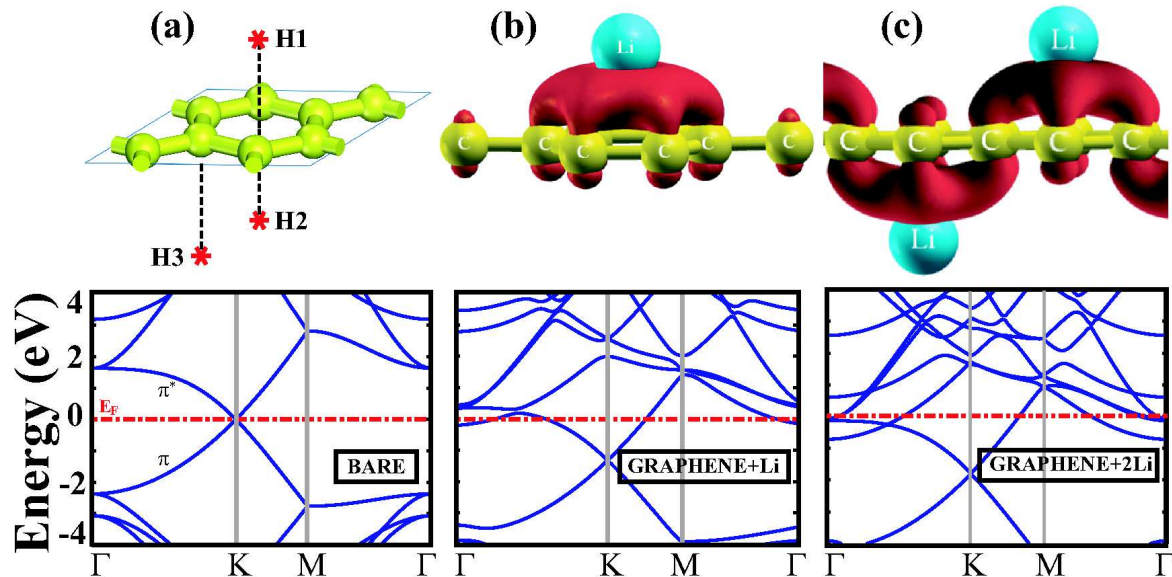 (a)
(b)
(c)
H1
H2
H3
Li
C C C C C C
Li
C C C C C
Li
Energy (eV)
4
2
0
-2
-4
π*
E_F
π
BARE
GRAPHENE+Li
GRAPHENE+2Li
Γ K M Γ
Γ K M Γ
Γ K M Γ